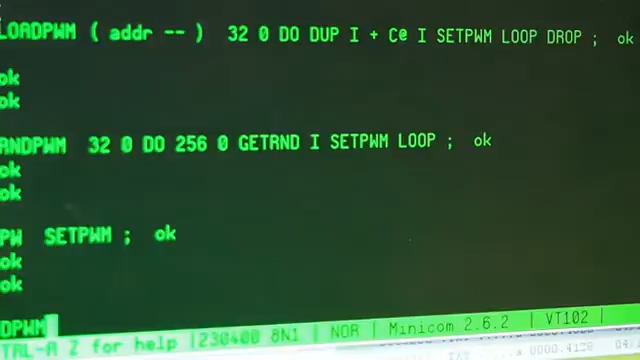 LOADPWM ( addr -- )  32 0 DO DUP I + C@ I SETPWM LOOP DROP ;  ok
ok
ok
RNDPWM  32 0 DO 256 0 GETRND I SETPWM LOOP ;  ok
ok
ok
PW  SETPWM ;  ok
ok
ok
DPWM
TRL-A Z for help |230400 8N1 | NOR | Minicom 2.6.2  | VT102 |